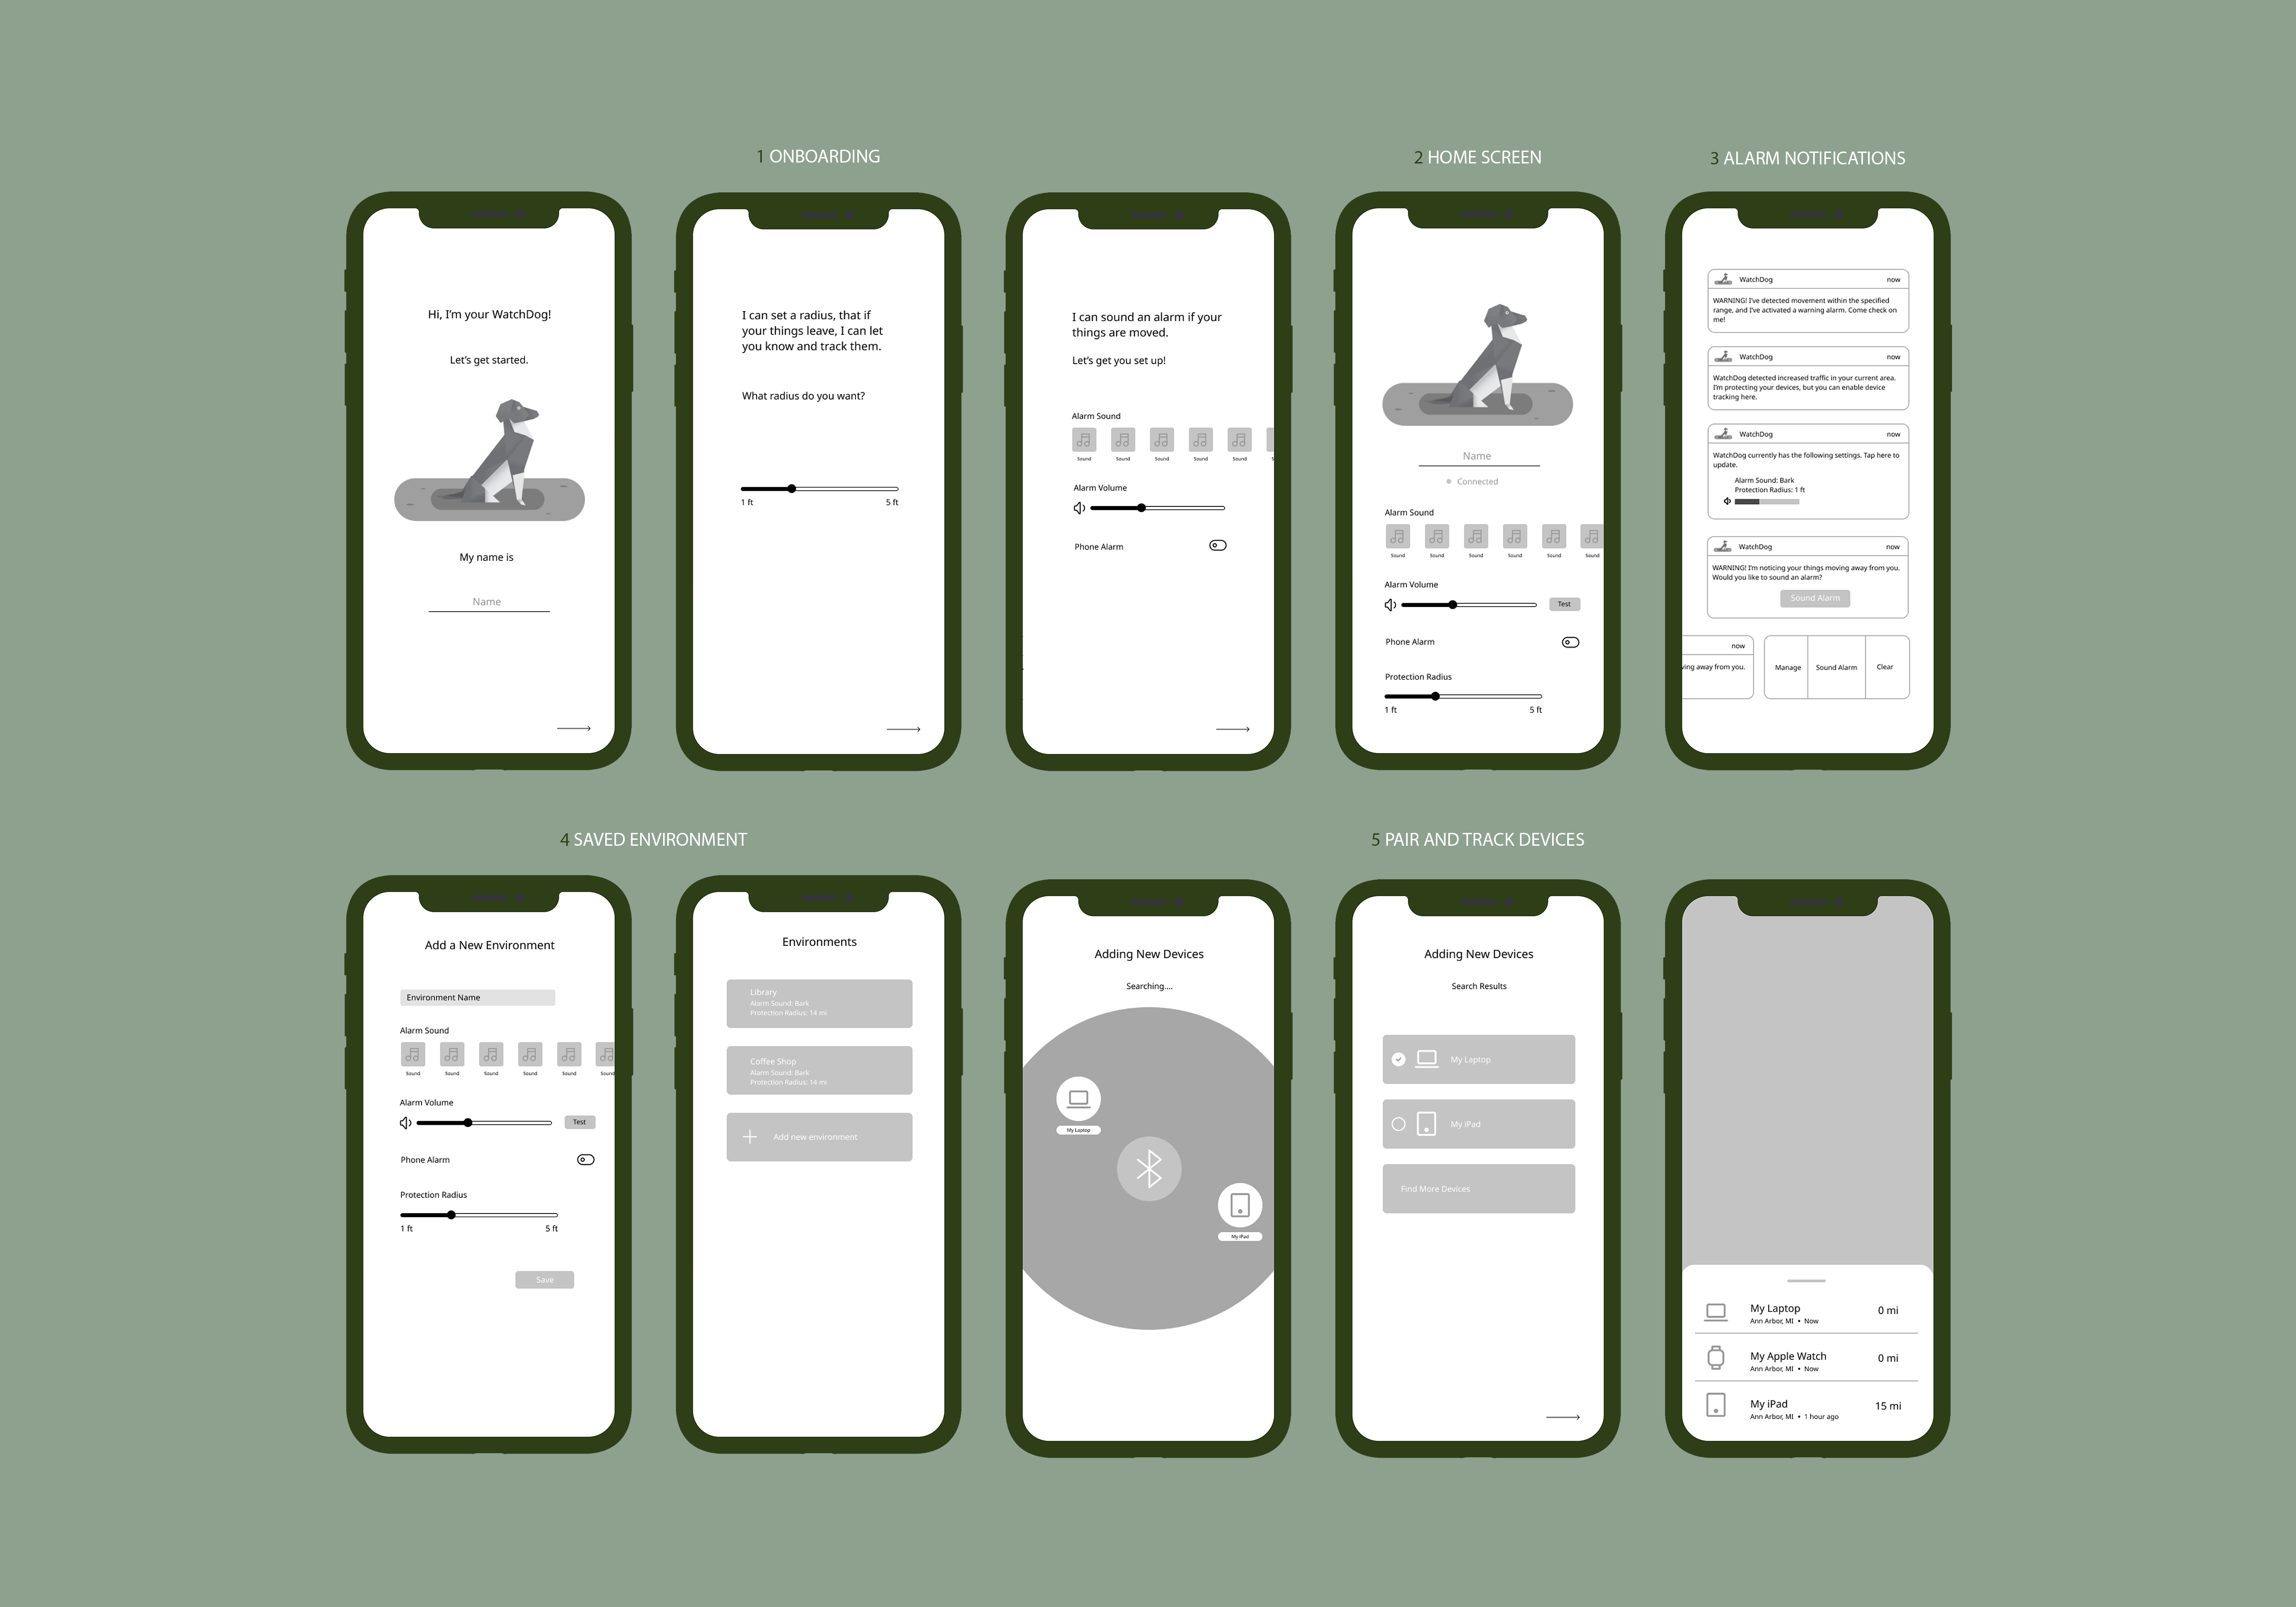 1 ONBOARDING
Hi, I'm your WatchDog!
Let's get started.
My name is
Name
I can set a radius, that if
your things leave, I can let
you know and track them.
What radius do you want?
1 ft
5 ft
I can sound an alarm if your
things are moved.
Let's get you set up!
Alarm Sound
Sound
Sound
Sound
Sound
Sound
S
Alarm Volume
Phone Alarm
2 HOME SCREEN
Name
Connected
Alarm Sound
Sound
Sound
Sound
Sound
Sound
Sound
Alarm Volume
Test
Phone Alarm
Protection Radius
1 ft
5 ft
3 ALARM NOTIFICATIONS
WatchDog
now
WARNING! I've detected movement within the specified
range, and I've activated a warning alarm. Come check on
me!
WatchDog
now
WatchDog detected increased traffic in your current area.
I'm protecting your devices, but you can enable device
tracking here.
WatchDog
now
WatchDog currently has the following settings. Tap here to
update.
Alarm Sound: Bark
Protection Radius: 1 ft
WatchDog
now
WARNING! I'm noticing your things moving away from you.
Would you like to sound an alarm?
Sound Alarm
now
ving away from you.
Manage
Sound Alarm
Clear
4 SAVED ENVIRONMENT
Add a New Environment
Environment Name
Alarm Sound
Sound
Sound
Sound
Sound
Sound
Sound
Alarm Volume
Test
Phone Alarm
Protection Radius
1 ft
5 ft
Save
Environments
Library
Alarm Sound: Bark
Protection Radius: 14 mi
Coffee Shop
Alarm Sound: Bark
Protection Radius: 14 mi
Add new environment
5 PAIR AND TRACK DEVICES
Adding New Devices
Searching....
My Laptop
My iPad
Adding New Devices
Search Results
My Laptop
My iPad
Find More Devices
My Laptop
Ann Arbor, MI • Now
0 mi
My Apple Watch
Ann Arbor, MI • Now
0 mi
My iPad
Ann Arbor, MI • 1 hour ago
15 mi